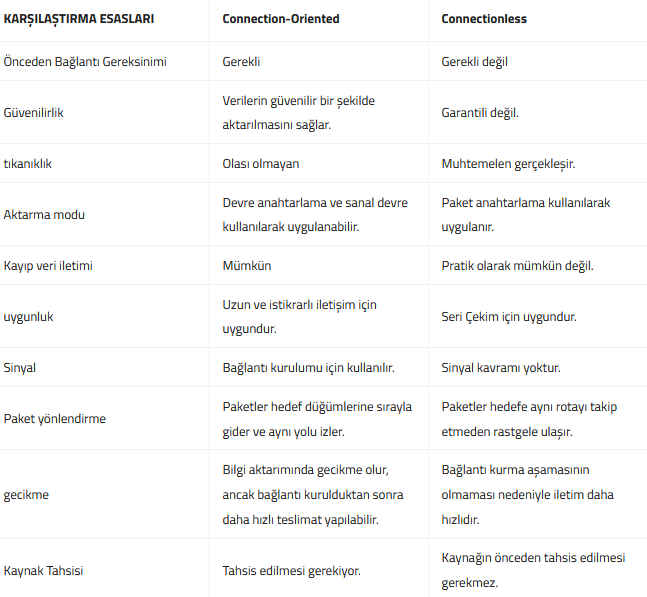 KARŞILAŞTIRMA ESASLARI Connection-Oriented Connectionless
Önceden Bağlantı Gereksinimi Gerekli Gerekli değil
Güvenilirlik Verilerin güvenilir bir şekilde aktarılmasını sağlar. Garantili değil.
tıkanıklık Olası olmayan Muhtemelen gerçekleşir.
Aktarma modu Devre anahtarlama ve sanal devre kullanılarak uygulanabilir. Paket anahtarlama kullanılarak uygulanır.
Kayıp veri iletimi Mümkün Pratik olarak mümkün değil.
uygunluk Uzun ve istikrarlı iletişim için uygundur. Seri Çekim için uygundur.
Sinyal Bağlantı kurulumu için kullanılır. Sinyal kavramı yoktur.
Paket yönlendirme Paketler hedef düğümlerine sırayla gider ve aynı yolu izler. Paketler hedefe aynı rotayı takip etmeden rastgele ulaşır.
gecikme Bilgi aktarımında gecikme olur, ancak bağlantı kurulduktan sonra daha hızlı teslimat yapılabilir. Bağlantı kurma aşamasının olmaması nedeniyle iletim daha hızlıdır.
Kaynak Tahsisi Tahsis edilmesi gerekiyor. Kaynağın önceden tahsis edilmesi gerekmez.